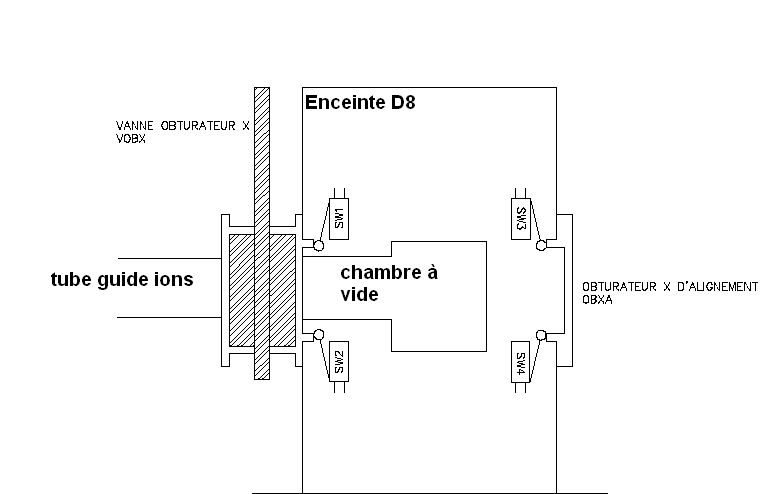 Enceinte D8
VANNE OBTURATEUR X
VOBX
SW1
SW3
tube guide ions
chambre à
vide
OBTURATEUR X D'ALIGNEMENT
OBXA
SW2
SW4